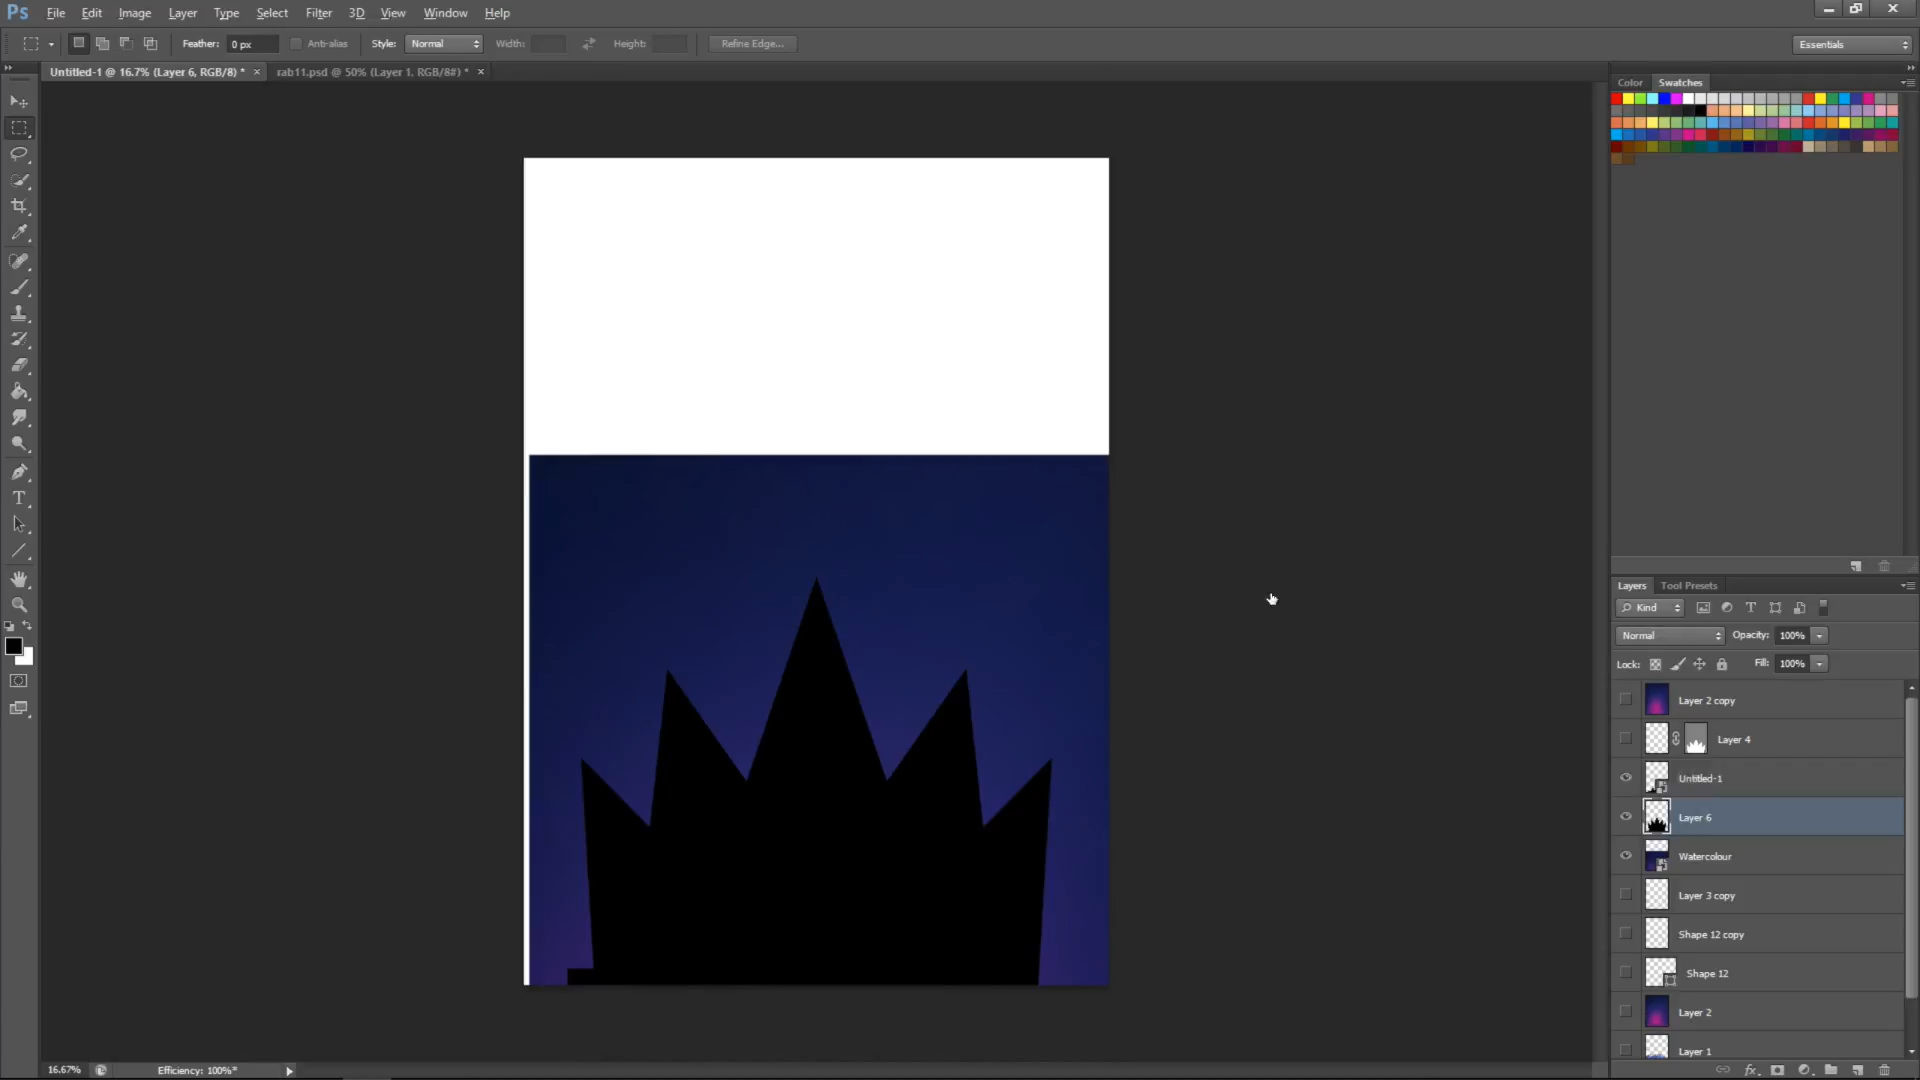 Ps File Edit Image Layer Type Select Filter 3D View Window Help
Feather: 0 px Anti-alias Style: Normal Width: Height: Refine Edge... Essentials
Untitled-1 @ 16.7% (Layer 6, RGB/8) * × rab11.psd @ 50% (Layer 1, RGB/8#) * ×
Color Swatches
Layers Tool Presets
Kind
Normal Opacity: 100%
Lock: Fill: 100%
Layer 2 copy
Layer 4
Untitled-1
Layer 6
Watercolour
Layer 3 copy
Shape 12 copy
Shape 12
Layer 2
Layer 1
16.67% Efficiency: 100%*